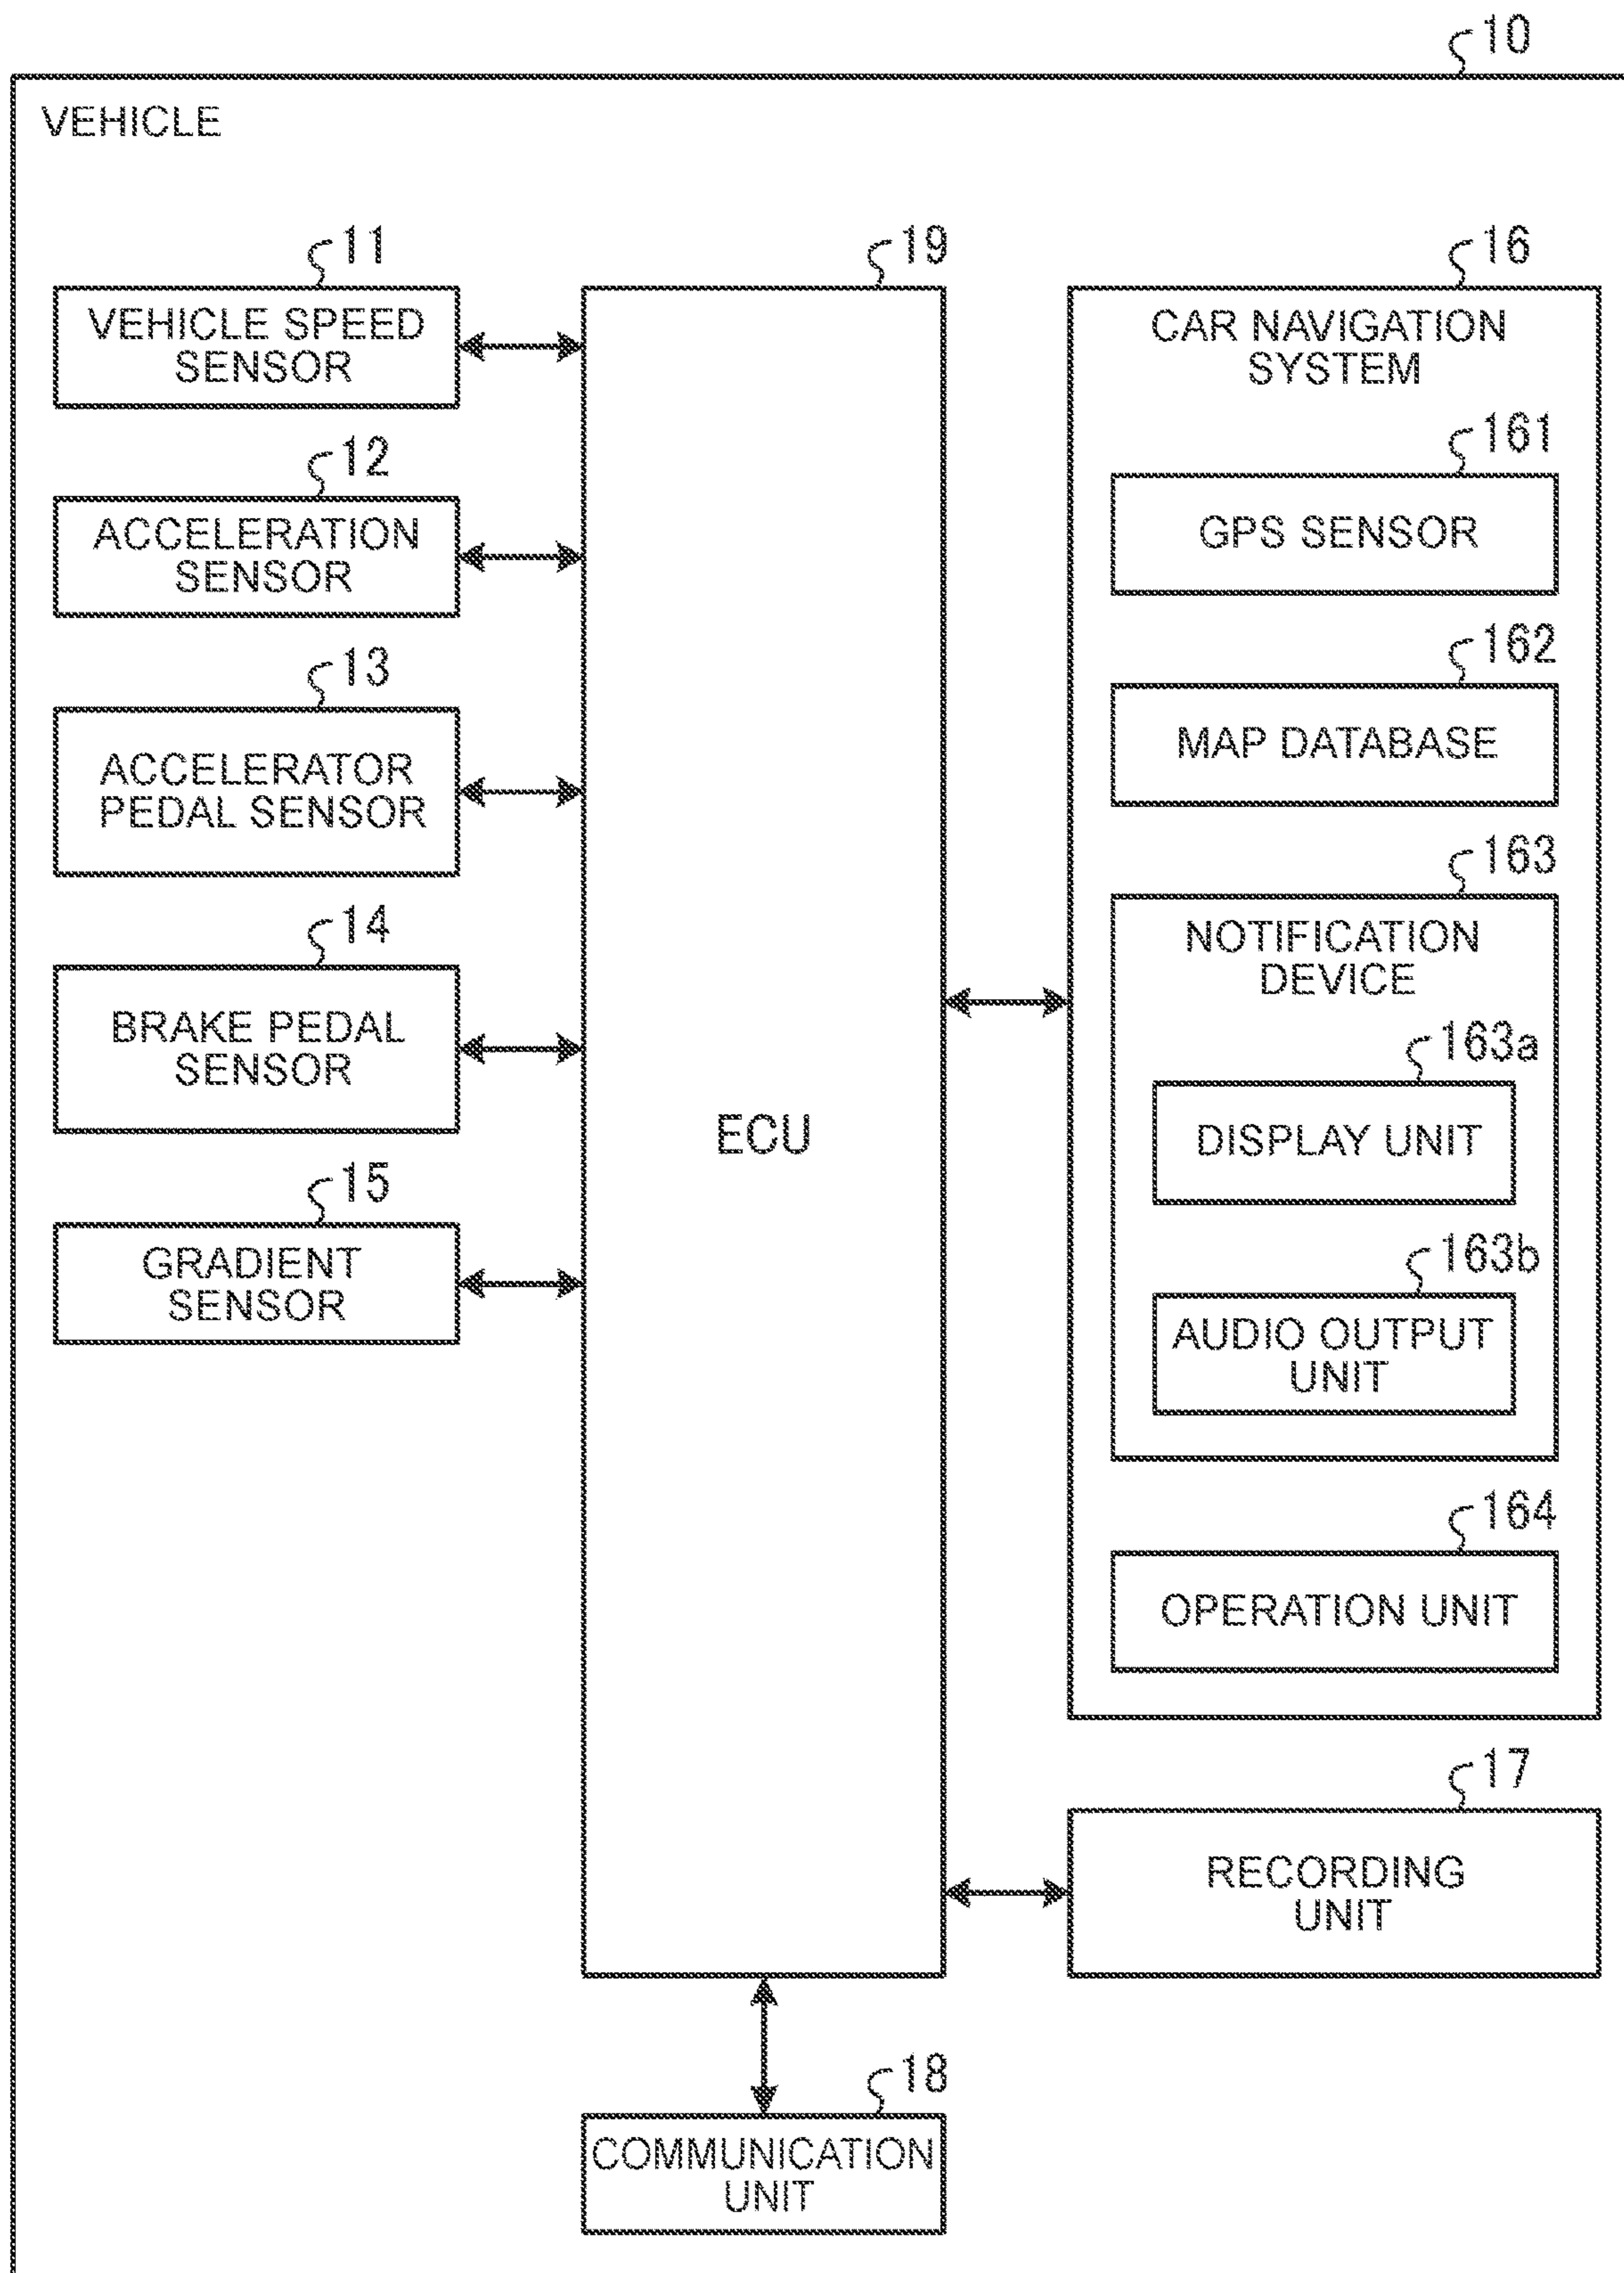 10
VEHICLE
11
VEHICLE SPEED
SENSOR
12
ACCELERATION
SENSOR
13
ACCELERATOR
PEDAL SENSOR
14
BRAKE PEDAL
SENSOR
15
GRADIENT
SENSOR
19
ECU
16
CAR NAVIGATION
SYSTEM
161
GPS SENSOR
162
MAP DATABASE
163
NOTIFICATION
DEVICE
163a
DISPLAY UNIT
163b
AUDIO OUTPUT
UNIT
164
OPERATION UNIT
17
RECORDING
UNIT
18
COMMUNICATION
UNIT